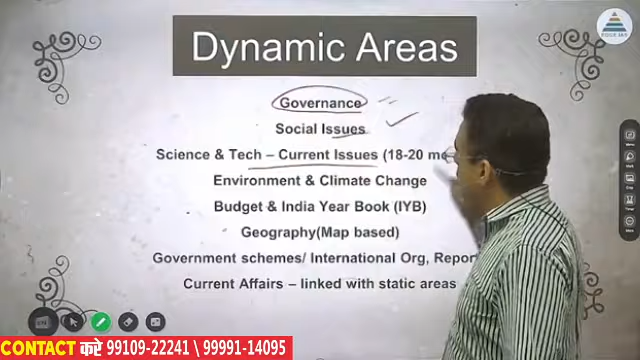 Dynamic Areas
Governance
Social Issues
Science & Tech – Current Issues (18-20
Environment & Climate Change
Budget & India Year Book (IYB)
Geography(Map based)
Government schemes/ International Org, Repor
Current Affairs – linked with static areas
CONTACT करे 99109-22241 \ 99991-14095